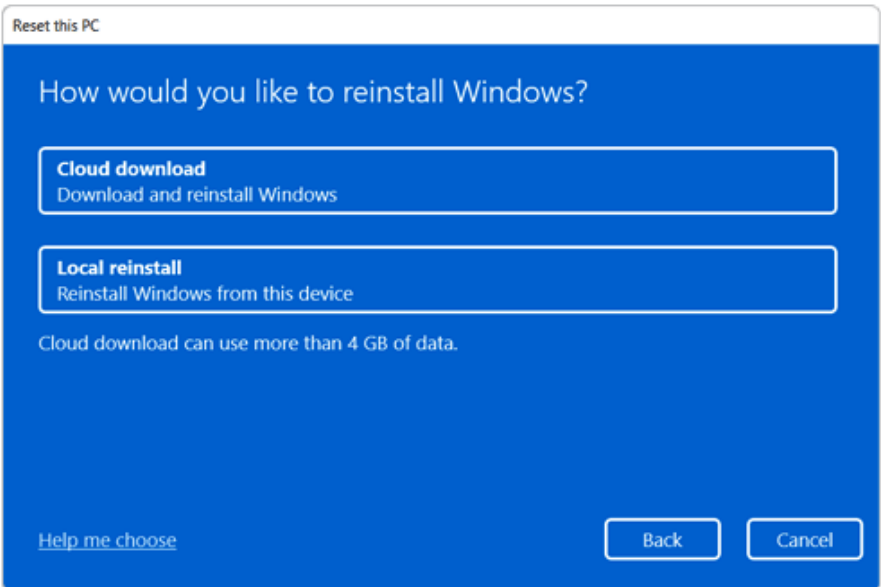 Reset this PC
How would you like to reinstall Windows?
Cloud download
Download and reinstall Windows
Local reinstall
Reinstall Windows from this device
Cloud download can use more than 4 GB of data.
Help me choose
Back
Cancel